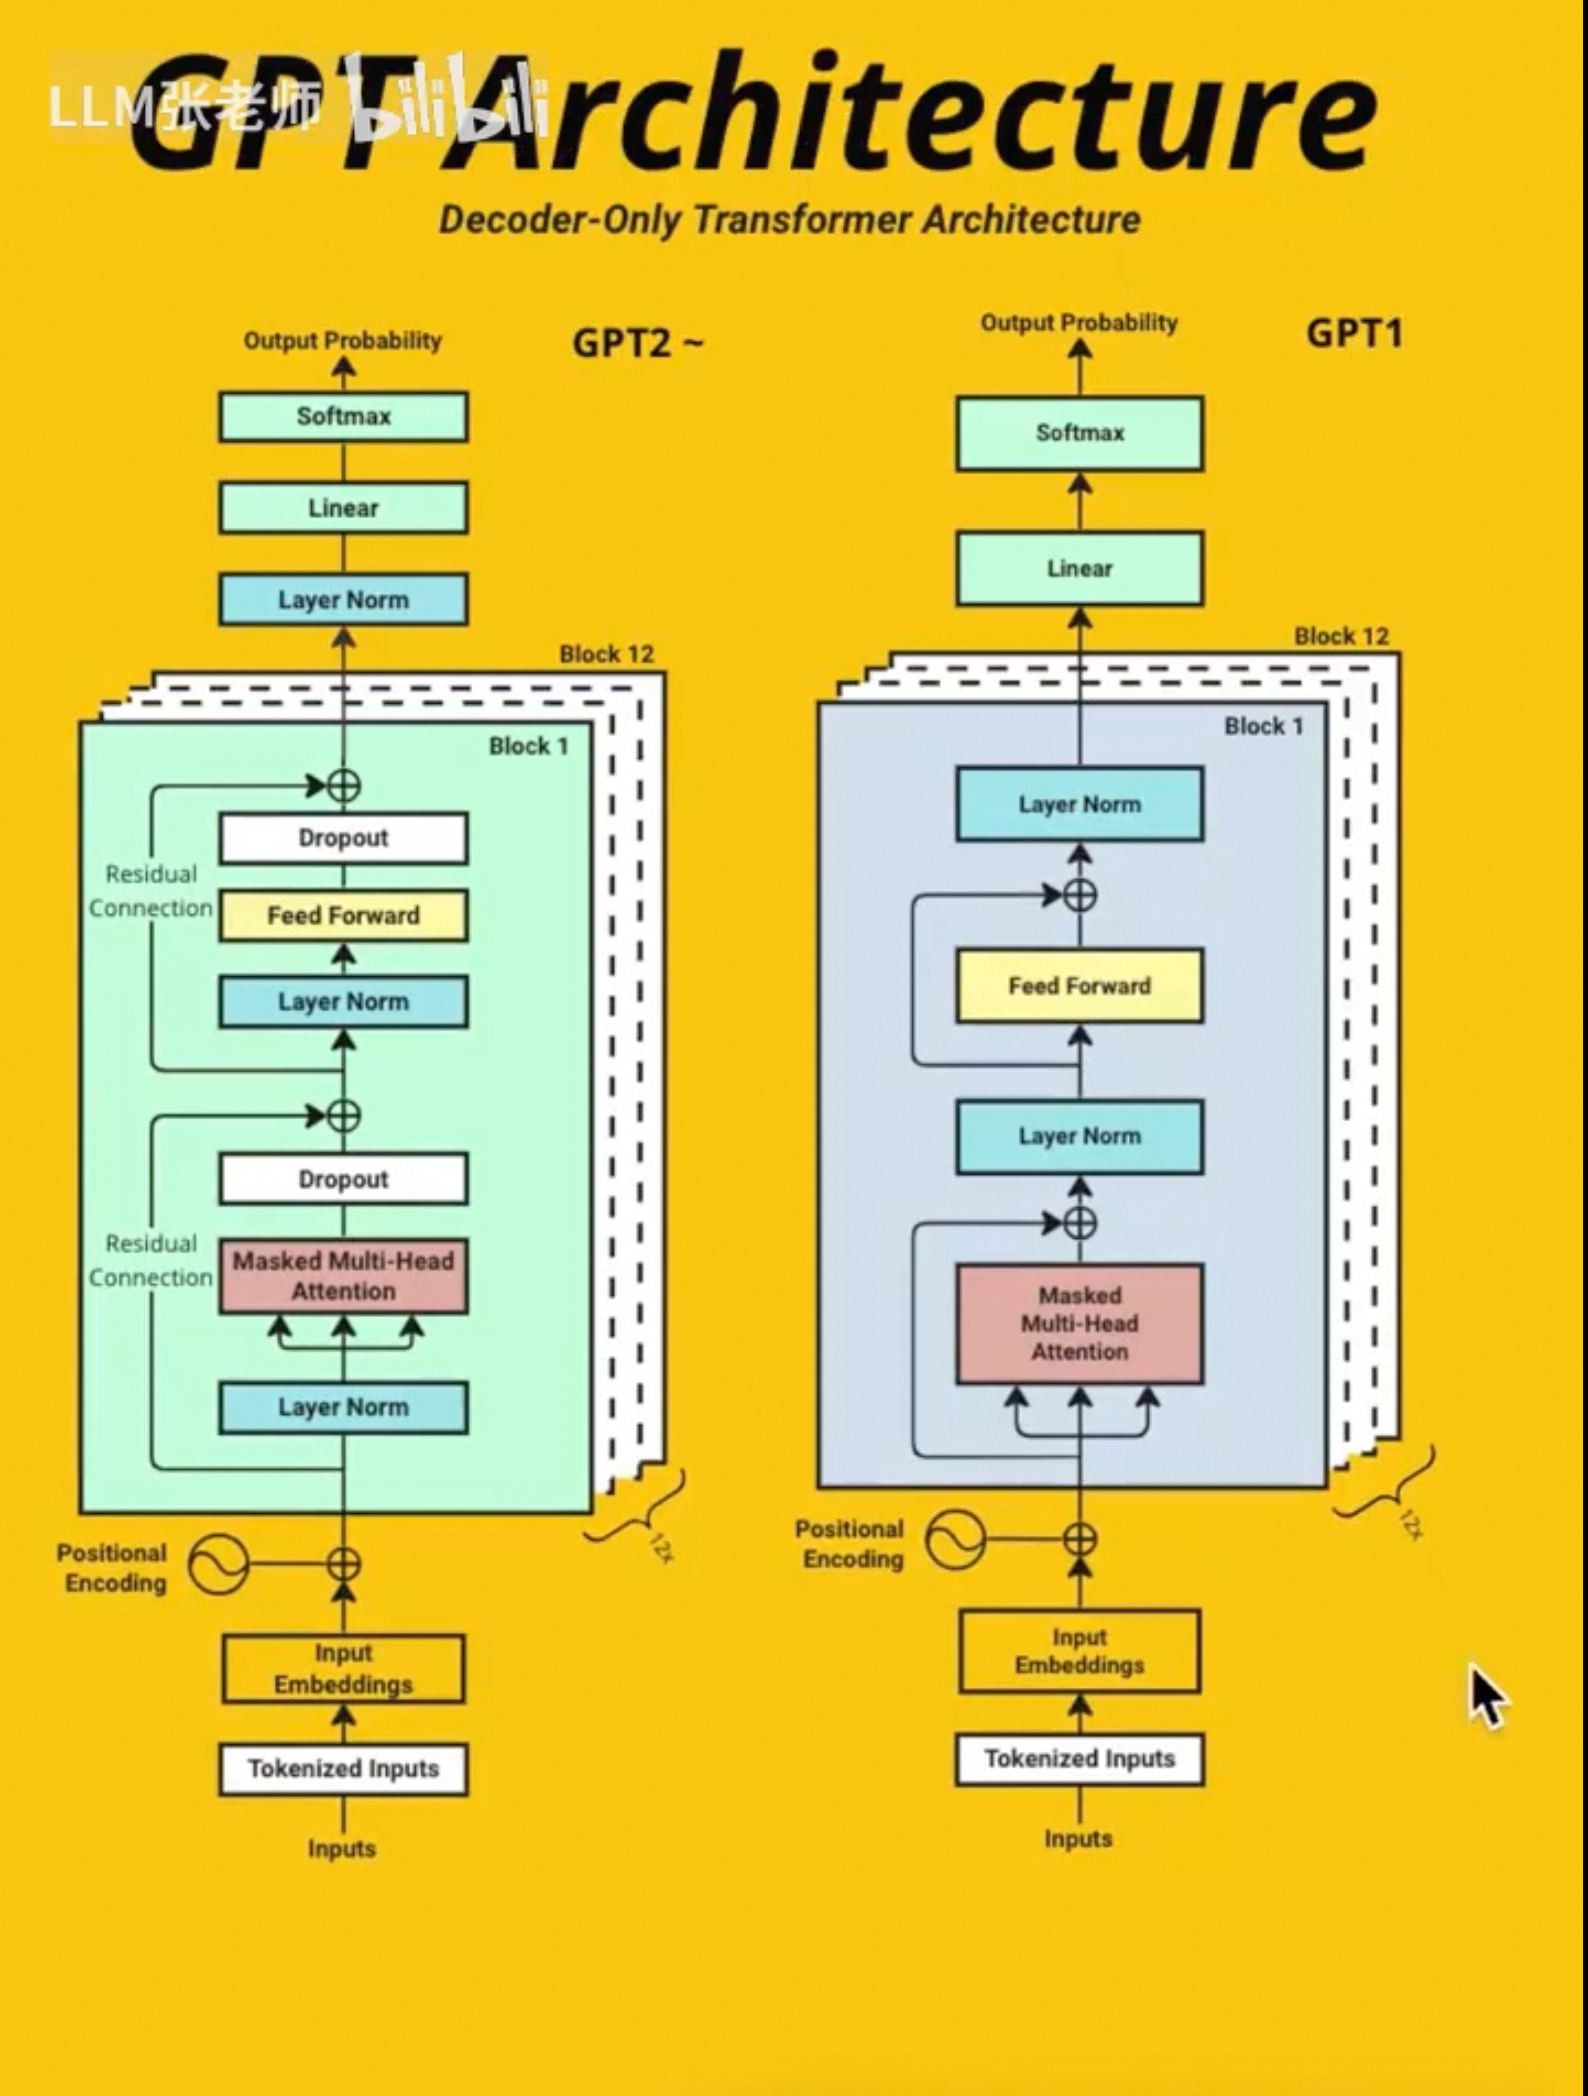 LLM张老师 bilibili
GPT Architecture
Decoder-Only Transformer Architecture
GPT2 ~
Output Probability
Softmax
Linear
Layer Norm
Block 12
Block 1
Dropout
Residual
Connection
Feed Forward
Layer Norm
Dropout
Residual
Connection
Masked Multi-Head
Attention
Layer Norm
12x
Positional
Encoding
Input
Embeddings
Tokenized Inputs
Inputs
GPT1
Output Probability
Softmax
Linear
Block 12
Block 1
Layer Norm
Feed Forward
Layer Norm
Masked
Multi-Head
Attention
12x
Positional
Encoding
Input
Embeddings
Tokenized Inputs
Inputs